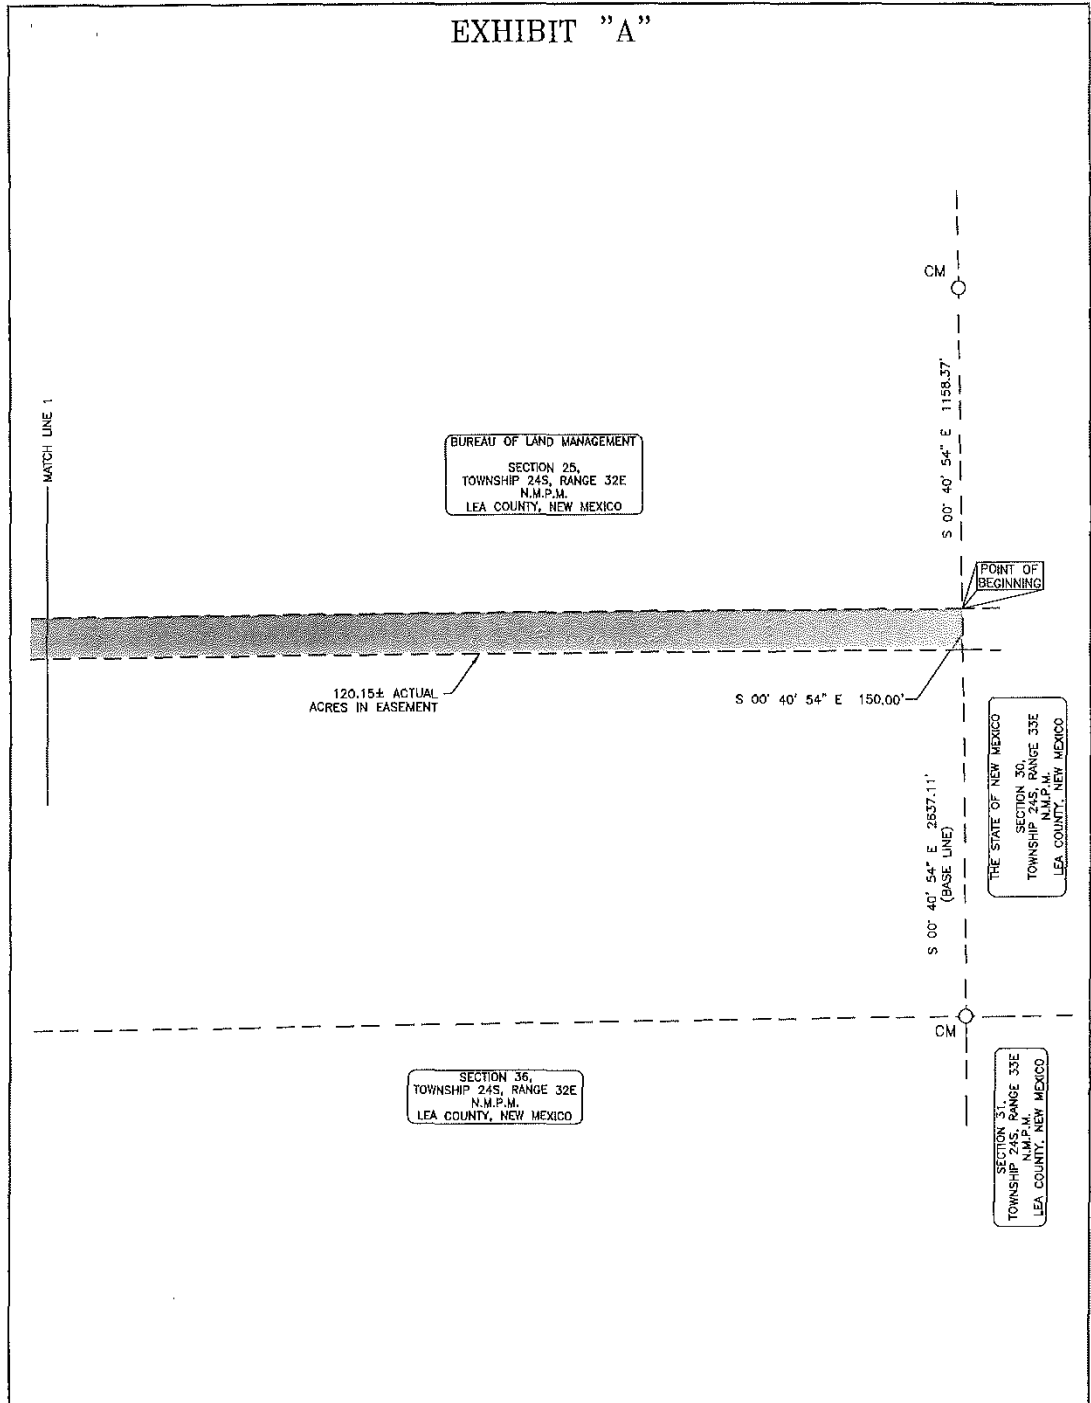 EXHIBIT "A"
CM
S 00° 40' 54" E 1158.37'
MATCH LINE 1
BUREAU OF LAND MANAGEMENT
SECTION 25,
TOWNSHIP 24S, RANGE 32E
N.M.P.M.
LEA COUNTY, NEW MEXICO
POINT OF
BEGINNING
120.15± ACTUAL
ACRES IN EASEMENT
S 00° 40' 54" E 150.00'
THE STATE OF NEW MEXICO
SECTION 30,
TOWNSHIP 24S, RANGE 33E
N.M.P.M.
LEA COUNTY, NEW MEXICO
S 00° 40' 54" E 2637.11'
(BASE LINE)
CM
SECTION 36,
TOWNSHIP 24S, RANGE 32E
N.M.P.M.
LEA COUNTY, NEW MEXICO
SECTION 31,
TOWNSHIP 24S, RANGE 33E
N.M.P.M.
LEA COUNTY, NEW MEXICO